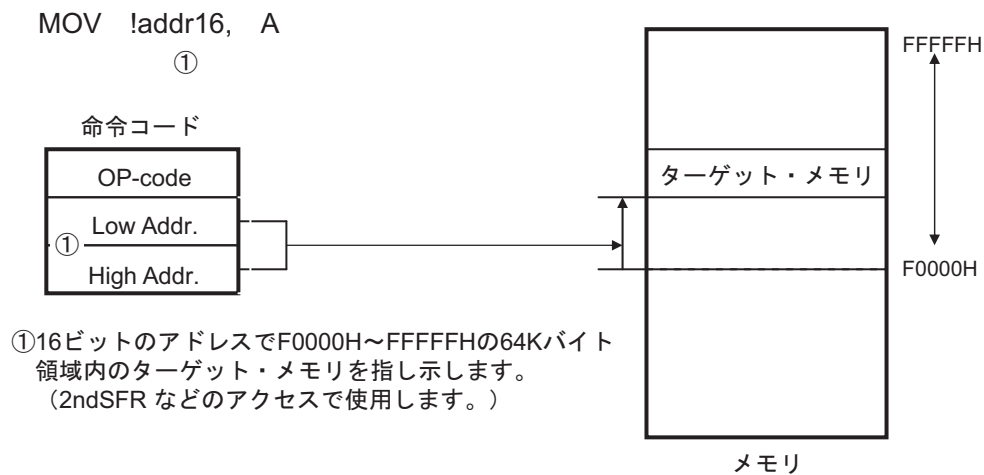 MOV !addr16, A
①
命令コード
OP-code
Low Addr.
①
High Addr.
FFFFFH
ターゲット・メモリ
F0000H
メモリ
①16ビットのアドレスでF0000H～FFFFFHの64Kバイト
領域内のターゲット・メモリを指し示します。
（2ndSFR などのアクセスで使用します。）